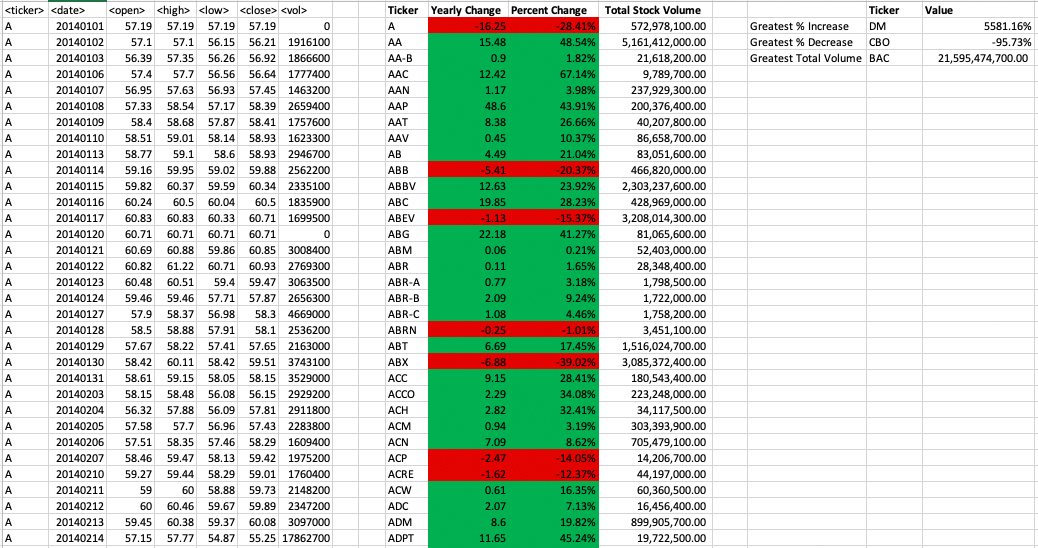 <ticker> <date> <open> <high> <low> <close> <vol> Ticker Yearly Change Percent Change Total Stock Volume Ticker Value
A 20140101 57.19 57.19 57.19 57.19 0 A -16.25 -28.41% 572,978,100.00 Greatest % Increase DM 5581.16%
A 20140102 57.1 57.1 56.15 56.21 1916100 AA 15.48 48.54% 5,161,412,000.00 Greatest % Decrease CBO -95.73%
A 20140103 56.39 57.35 56.26 56.92 1866600 AA-B 0.9 1.82% 21,618,200.00 Greatest Total Volume BAC 21,595,474,700.00
A 20140106 57.4 57.7 56.56 56.64 1777400 AAC 12.42 67.14% 9,789,700.00
A 20140107 56.95 57.63 56.93 57.45 1463200 AAN 1.17 3.98% 237,929,300.00
A 20140108 57.33 58.54 57.17 58.39 2659400 AAP 48.6 43.91% 200,376,400.00
A 20140109 58.4 58.68 57.87 58.41 1757600 AAT 8.38 26.66% 40,207,800.00
A 20140110 58.51 59.01 58.14 58.93 1623300 AAV 0.45 10.37% 86,658,700.00
A 20140113 58.77 59.1 58.6 58.93 2946700 AB 4.49 21.04% 83,051,600.00
A 20140114 59.16 59.95 59.02 59.88 2562200 ABB -5.41 -20.37% 466,820,000.00
A 20140115 59.82 60.37 59.59 60.34 2335100 ABBV 12.63 23.92% 2,303,237,600.00
A 20140116 60.24 60.5 60.04 60.5 1835900 ABC 19.85 28.23% 428,969,000.00
A 20140117 60.83 60.83 60.33 60.71 1699500 ABEV -1.13 -15.37% 3,208,014,300.00
A 20140120 60.71 60.71 60.71 60.71 0 ABG 22.18 41.27% 81,065,600.00
A 20140121 60.69 60.88 59.86 60.85 3008400 ABM 0.06 0.21% 52,403,000.00
A 20140122 60.82 61.22 60.71 60.93 2769300 ABR 0.11 1.65% 28,348,400.00
A 20140123 60.48 60.51 59.4 59.47 3063500 ABR-A 0.77 3.18% 1,798,500.00
A 20140124 59.46 59.46 57.71 57.87 2656300 ABR-B 2.09 9.24% 1,722,000.00
A 20140127 57.9 58.37 56.98 58.3 4669000 ABR-C 1.08 4.46% 1,758,200.00
A 20140128 58.5 58.88 57.91 58.1 2536200 ABRN -0.25 -1.01% 3,451,100.00
A 20140129 57.67 58.22 57.41 57.65 2163000 ABT 6.69 17.45% 1,516,024,700.00
A 20140130 58.42 60.11 58.42 59.51 3743100 ABX -6.88 -39.02% 3,085,372,400.00
A 20140131 58.61 59.15 58.05 58.15 3529000 ACC 9.15 28.41% 180,543,400.00
A 20140203 58.15 58.48 56.08 56.15 2929200 ACCO 2.29 34.08% 223,248,000.00
A 20140204 56.32 57.88 56.09 57.81 2911800 ACH 2.82 32.41% 34,117,500.00
A 20140205 57.58 57.7 56.96 57.43 2283800 ACM 0.94 3.19% 303,393,900.00
A 20140206 57.51 58.35 57.46 58.29 1609400 ACN 7.09 8.62% 705,479,100.00
A 20140207 58.46 59.47 58.13 59.42 1975200 ACP -2.47 -14.05% 14,206,700.00
A 20140210 59.27 59.44 58.29 59.01 1760400 ACRE -1.62 -12.37% 44,197,000.00
A 20140211 59 60 58.88 59.73 2148200 ACW 0.61 16.35% 60,360,500.00
A 20140212 60 60.46 59.67 59.89 2347200 ADC 2.07 7.13% 16,456,400.00
A 20140213 59.45 60.38 59.37 60.08 3097000 ADM 8.6 19.82% 899,905,700.00
A 20140214 57.15 57.77 54.87 55.25 17862700 ADPT 11.65 45.24% 19,722,500.00